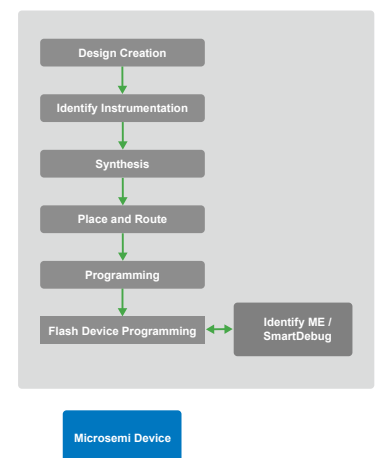 Design Creation
Identify Instrumentation
Synthesis
Place and Route
Programming
Flash Device Programming
Identify ME /
SmartDebug
Microsemi Device